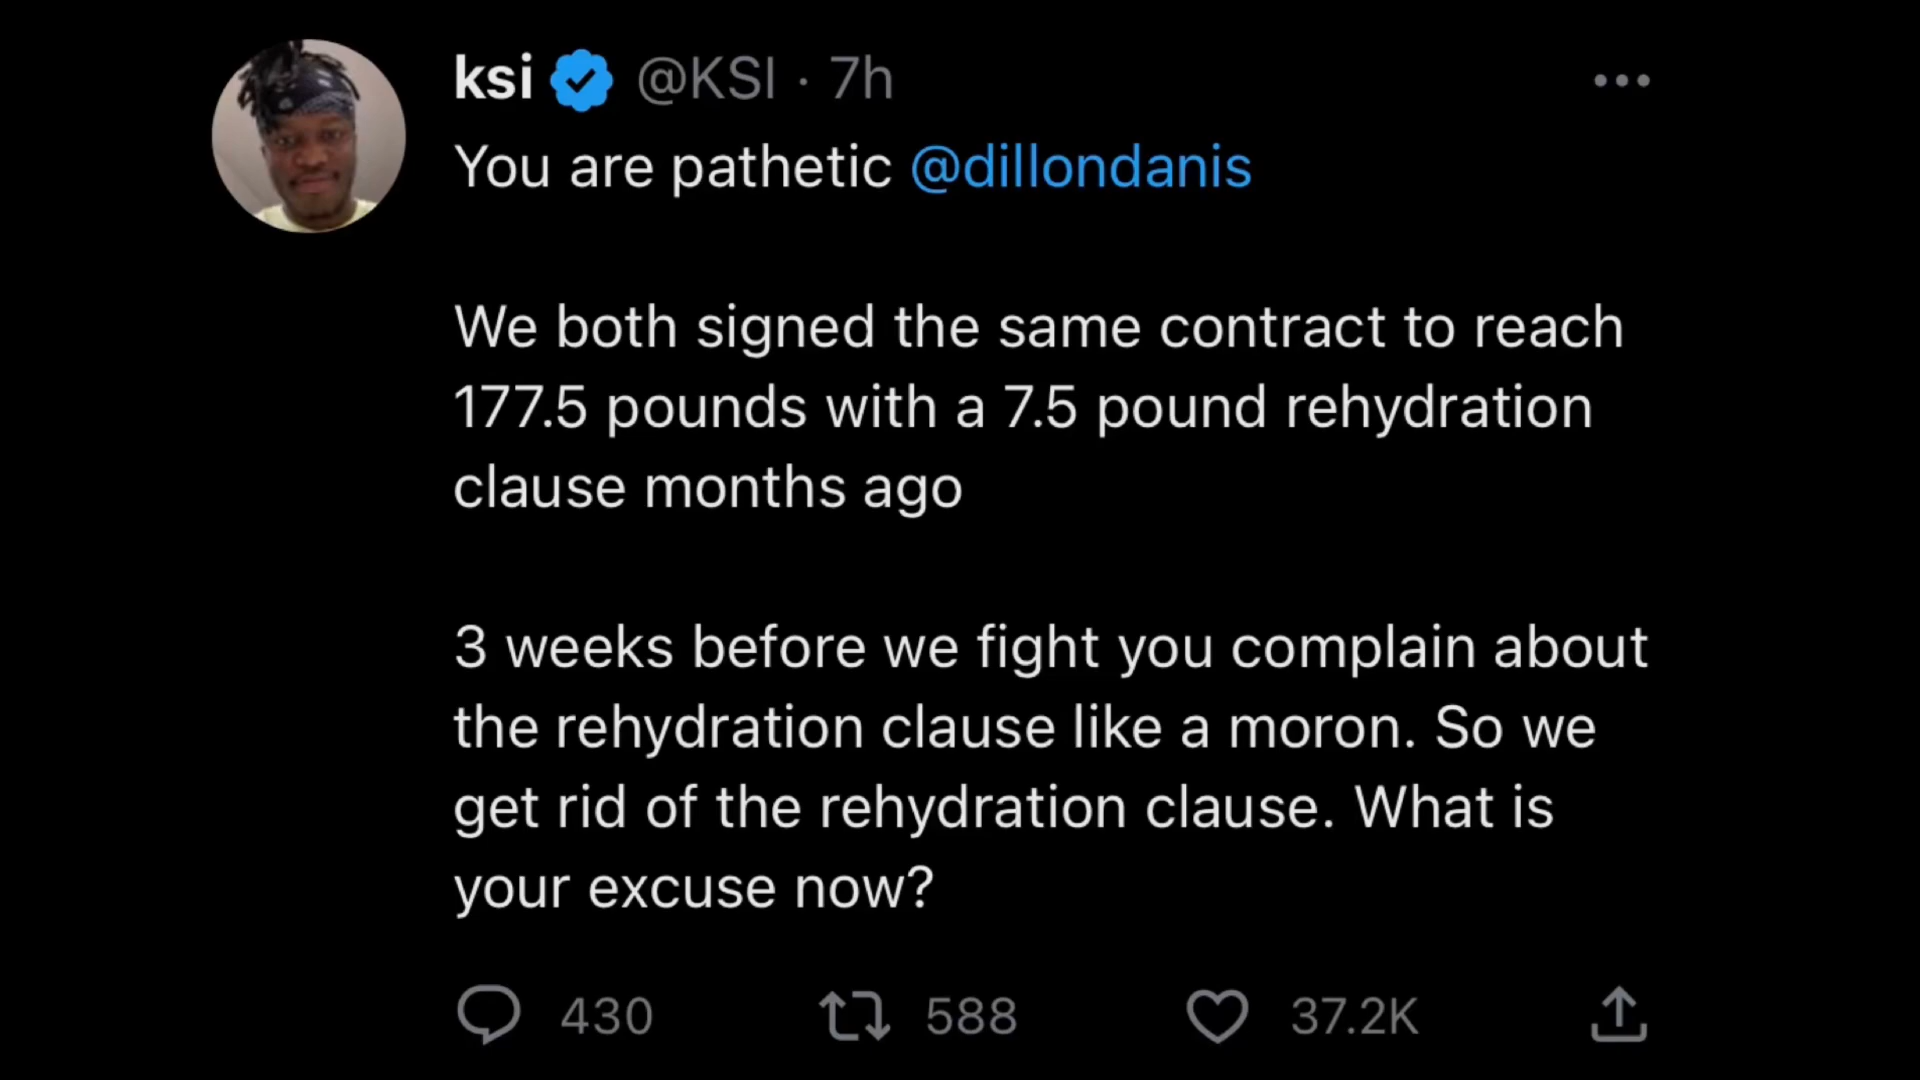 ksi @KSI · 7h
You are pathetic @dillondanis
We both signed the same contract to reach
177.5 pounds with a 7.5 pound rehydration
clause months ago
3 weeks before we fight you complain about
the rehydration clause like a moron. So we
get rid of the rehydration clause. What is
your excuse now?
430 588 37.2K